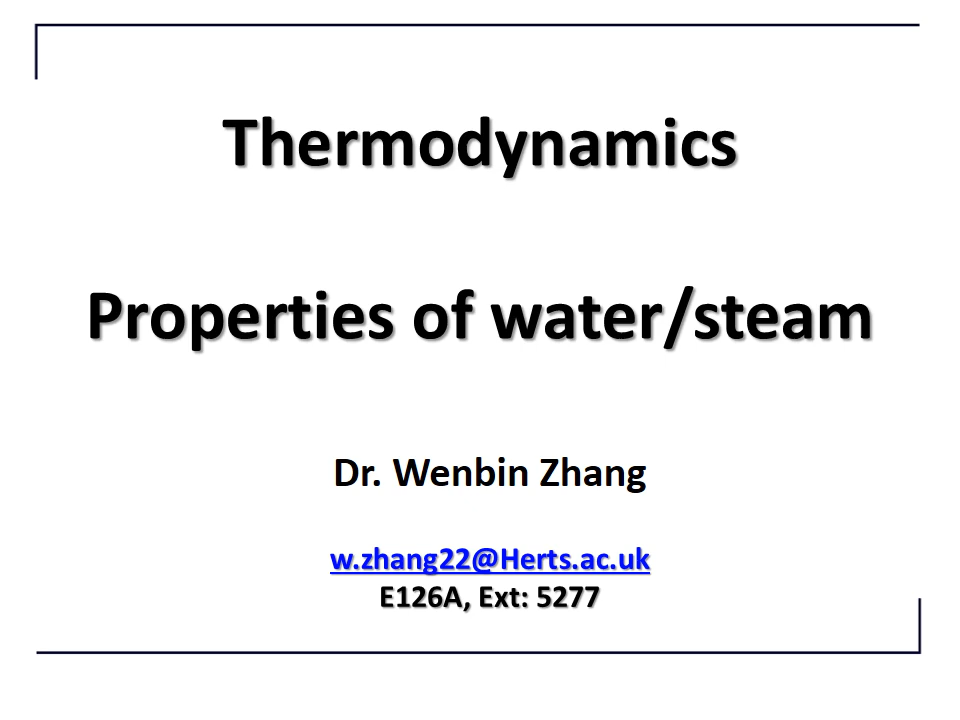 Thermodynamics
Properties of water/steam
Dr. Wenbin Zhang
w.zhang22@Herts.ac.uk
E126A, Ext: 5277